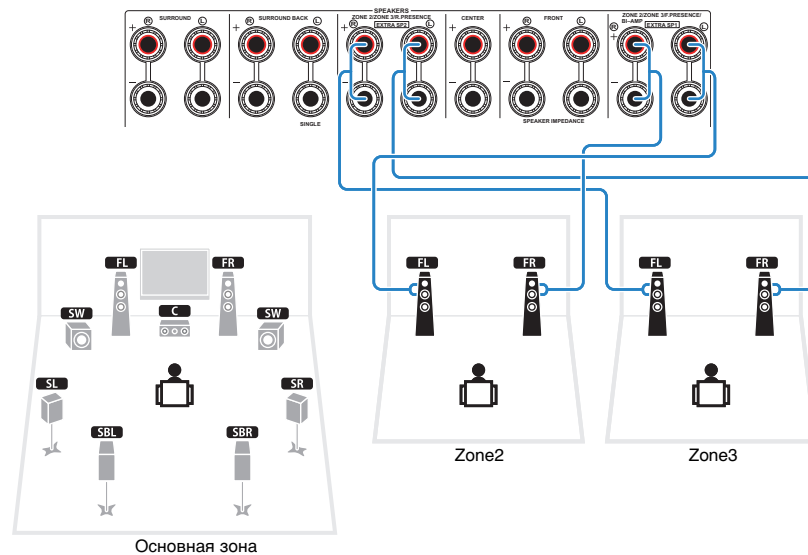 SPEAKERS
R SURROUND L
R SURROUND BACK L
SINGLE
ZONE 2/ZONE 3/R.PRESENCE
R EXTRA SP2 L
CENTER
R FRONT L
SPEAKER IMPEDANCE
ZONE 2/ZONE 3/F.PRESENCE/
BI–AMP EXTRA SP1
R L
+ + + + + +
– – – – – –
FL FR
SW C SW
SL SR
SBL SBR
Основная зона
FL FR
Zone2
FL FR
Zone3